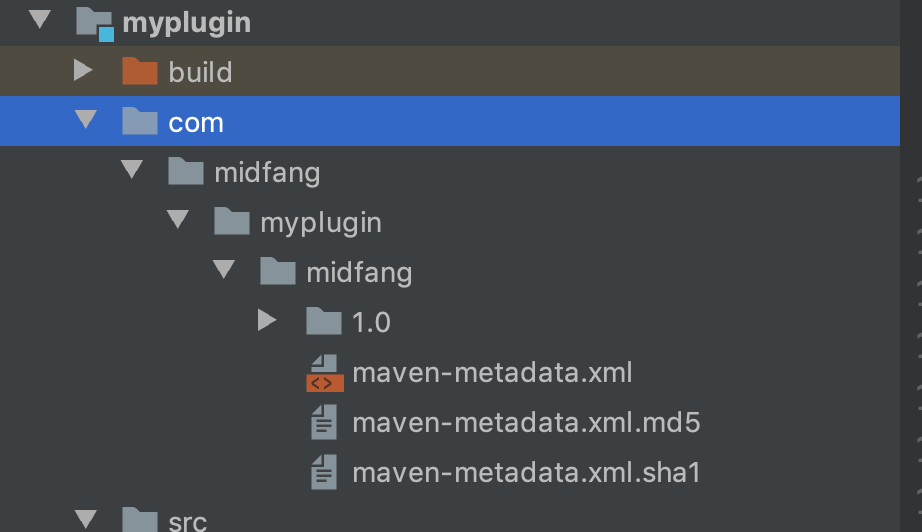 myplugin
build
com
midfang
myplugin
midfang
1.0
maven-metadata.xml
maven-metadata.xml.md5
maven-metadata.xml.sha1
src